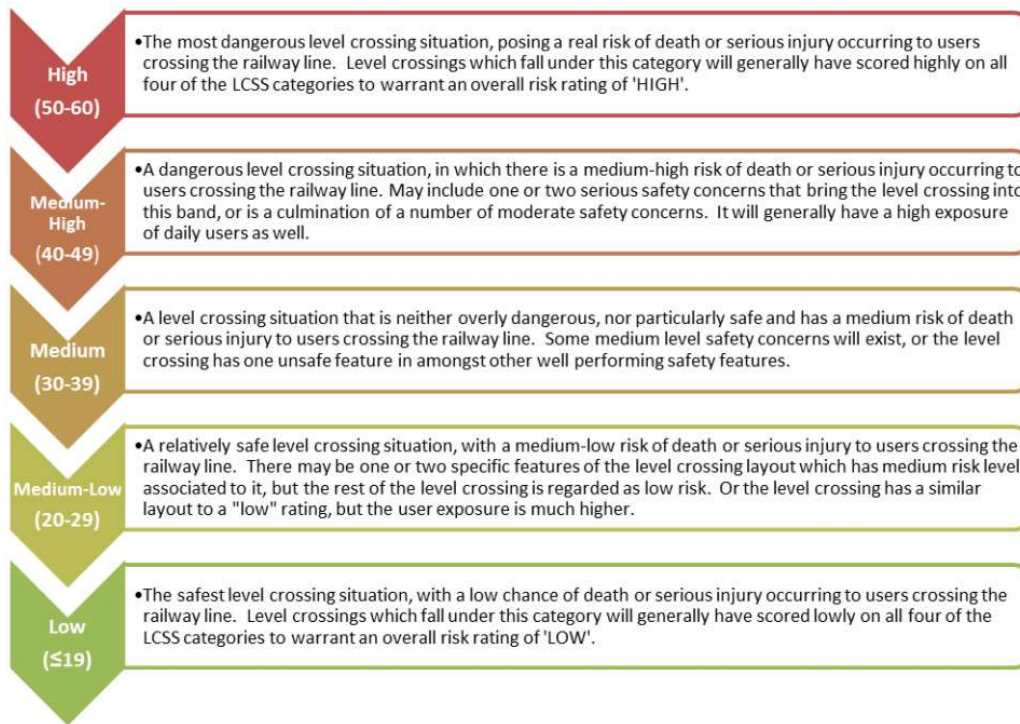 High
(50-60)
•The most dangerous level crossing situation, posing a real risk of death or serious injury occurring to users
crossing the railway line. Level crossings which fall under this category will generally have scored highly on all
four of the LCSS categories to warrant an overall risk rating of 'HIGH'.
Medium-
High
(40-49)
•A dangerous level crossing situation, in which there is a medium-high risk of death or serious injury occurring to
users crossing the railway line. May include one or two serious safety concerns that bring the level crossing into
this band, or is a culmination of a number of moderate safety concerns. It will generally have a high exposure
of daily users as well.
Medium
(30-39)
•A level crossing situation that is neither overly dangerous, nor particularly safe and has a medium risk of death
or serious injury to users crossing the railway line. Some medium level safety concerns will exist, or the level
crossing has one unsafe feature in amongst other well performing safety features.
Medium-Low
(20-29)
•A relatively safe level crossing situation, with a medium-low risk of death or serious injury to users crossing the
railway line. There may be one or two specific features of the level crossing layout which has medium risk level
associated to it, but the rest of the level crossing is regarded as low risk. Or the level crossing has a similar
layout to a "low" rating, but the user exposure is much higher.
Low
(≤19)
•The safest level crossing situation, with a low chance of death or serious injury occurring to users crossing the
railway line. Level crossings which fall under this category will generally have scored lowly on all four of the
LCSS categories to warrant an overall risk rating of 'LOW'.